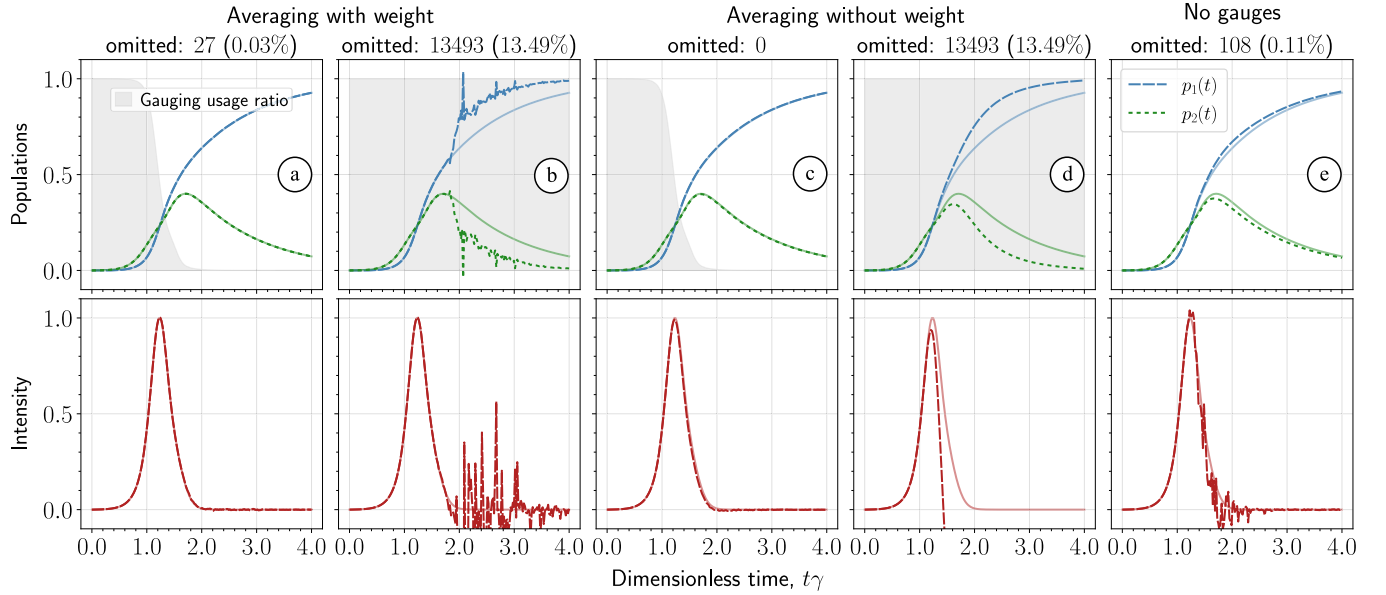 Averaging with weight
Averaging without weight
No gauges
omitted: 27 (0.03%)
omitted: 13493 (13.49%)
omitted: 0
omitted: 13493 (13.49%)
omitted: 108 (0.11%)
Populations
1.0
0.5
0.0
Gauging usage ratio
a
b
c
d
e
p₁(t)
p₂(t)
Intensity
1.0
0.5
0.0
0.0 1.0 2.0 3.0 4.0
0.0 1.0 2.0 3.0 4.0
0.0 1.0 2.0 3.0 4.0
0.0 1.0 2.0 3.0 4.0
0.0 1.0 2.0 3.0 4.0
Dimensionless time, tγ